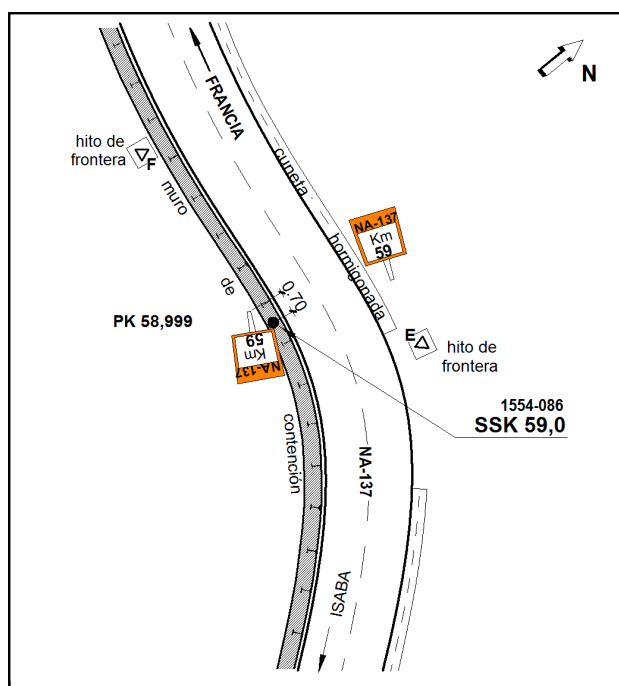 N
FRANCIA
hito de
frontera
F
muro
de
contención
cuneta
hormigonada
NA-137
Km
59
0.70
PK 58,999
NA-137
Km
59
E
hito de
frontera
1554-086
SSK 59,0
NA-137
ISABA